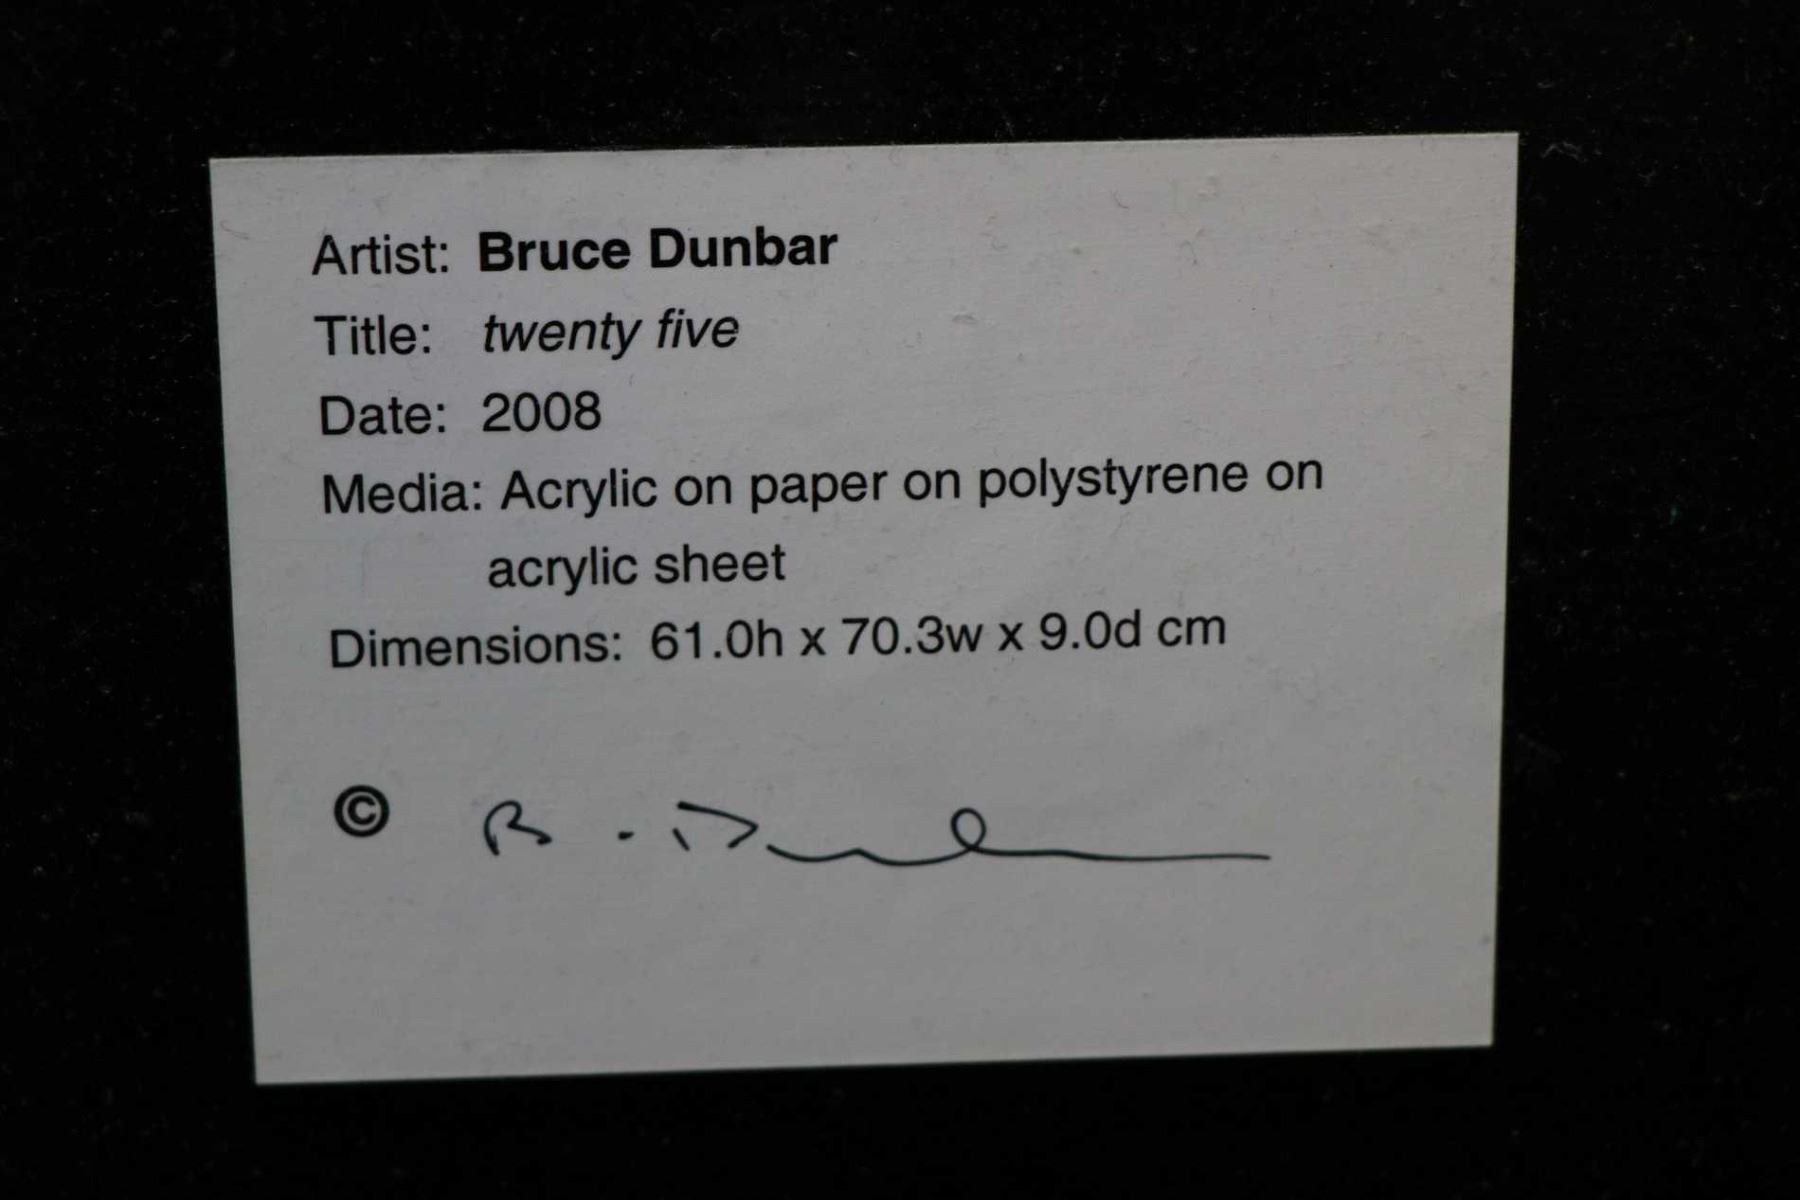 Artist: Bruce Dunbar
Title: twenty five
Date: 2008
Media: Acrylic on paper on polystyrene on
acrylic sheet
Dimensions: 61.0h x 70.3w x 9.0d cm
© B. Dunbar